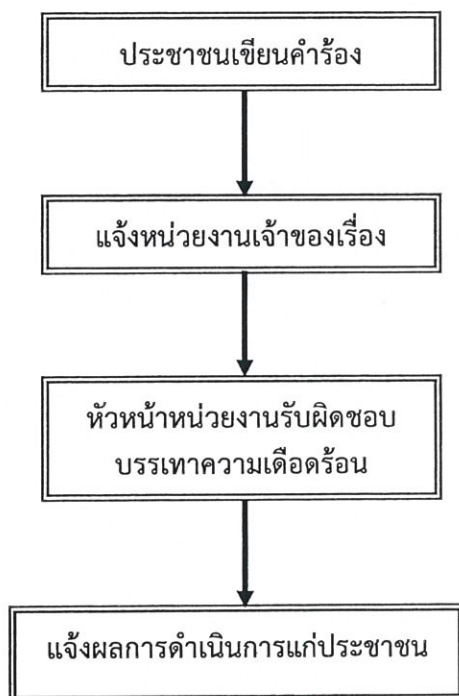 ประชาชนเขียนคำร้อง
แจ้งหน่วยงานเจ้าของเรื่อง
หัวหน้าหน่วยงานรับผิดชอบ
บรรเทาความเดือดร้อน
แจ้งผลการดำเนินการแก่ประชาชน